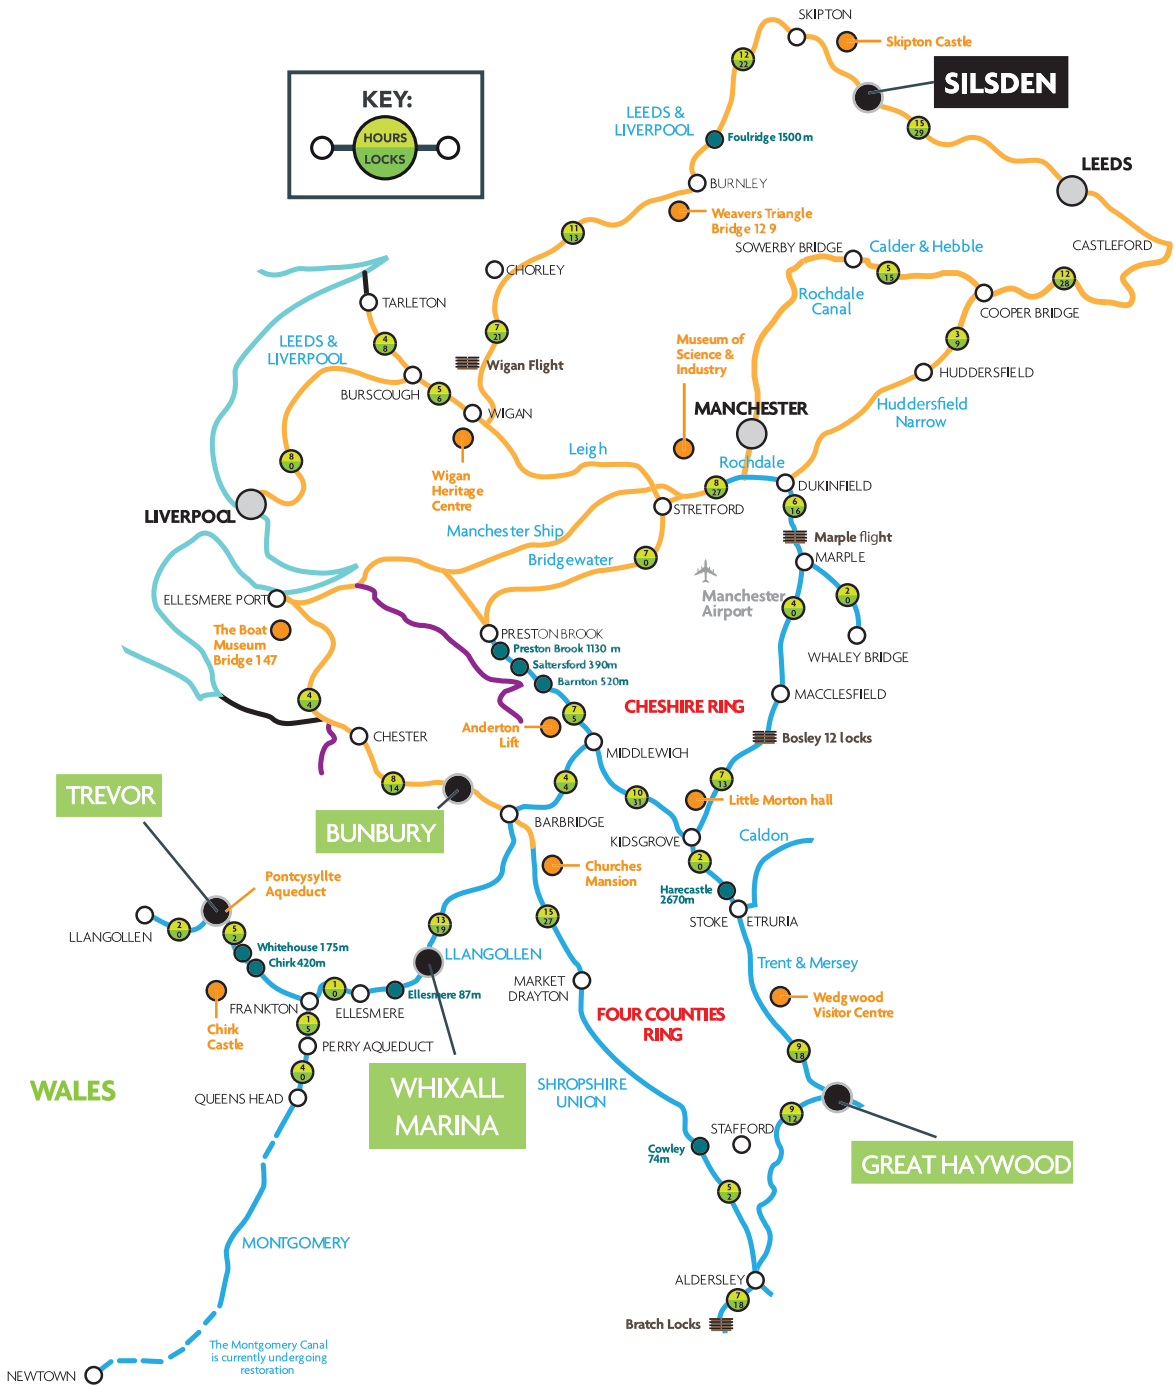 SKIPTON
Skipton Castle
12
22
SILSDEN
KEY:
HOURS
LOCKS
LEEDS &
LIVERPOOL
15
29
Foulridge 1500 m
LEEDS
BURNLEY
Weavers Triangle
Bridge 12 9
11
13
SOWERBY BRIDGE
Calder & Hebble
CASTLEFORD
5
15
12
28
CHORLEY
Rochdale
Canal
TARLETON
COOPER BRIDGE
7
21
3
9
LEEDS &
LIVERPOOL
4
8
Museum of
Science &
Industry
Wigan Flight
HUDDERSFIELD
BURSCOUGH
5
6
WIGAN
MANCHESTER
Huddersfield
Narrow
Leigh
8
0
Rochdale
Wigan
Heritage
Centre
8
27
DUKINFIELD
6
16
LIVERPOOL
STRETFORD
Manchester Ship
Marple flight
Bridgewater
7
0
MARPLE
Manchester
Airport
2
0
4
0
ELLESMERE PORT
The Boat
Museum
Bridge 147
PRESTON BROOK
Preston Brook 1130 m
Saltersford 390m
Barnton 520m
WHALEY BRIDGE
MACCLESFIELD
4
4
CHESHIRE RING
7
5
Anderton
Lift
CHESTER
MIDDLEWICH
Bosley 12 locks
8
14
4
4
7
13
TREVOR
10
31
Little Morton hall
BUNBURY
BARBRIDGE
KIDSGROVE
Caldon
2
0
Pontcysyllte
Aqueduct
Churches
Mansion
Harecastle
2670m
STOKE
ETRURIA
LLANGOLLEN
2
0
5
2
13
19
15
27
Whitehouse 175m
Chirk 420m
LLANGOLLEN
Trent & Mersey
MARKET
DRAYTON
Ellesmere 87m
1
0
FRANKTON
ELLESMERE
Wedgwood
Visitor Centre
Chirk
Castle
1
5
FOUR COUNTIES
RING
PERRY AQUEDUCT
9
18
4
0
WALES
QUEENS HEAD
WHIXALL
MARINA
SHROPSHIRE
UNION
9
12
STAFFORD
Cowley
74m
GREAT HAYWOOD
5
2
MONTGOMERY
ALDERSLEY
7
18
Bratch Locks
The Montgomery Canal
is currently undergoing
restoration
NEWTOWN